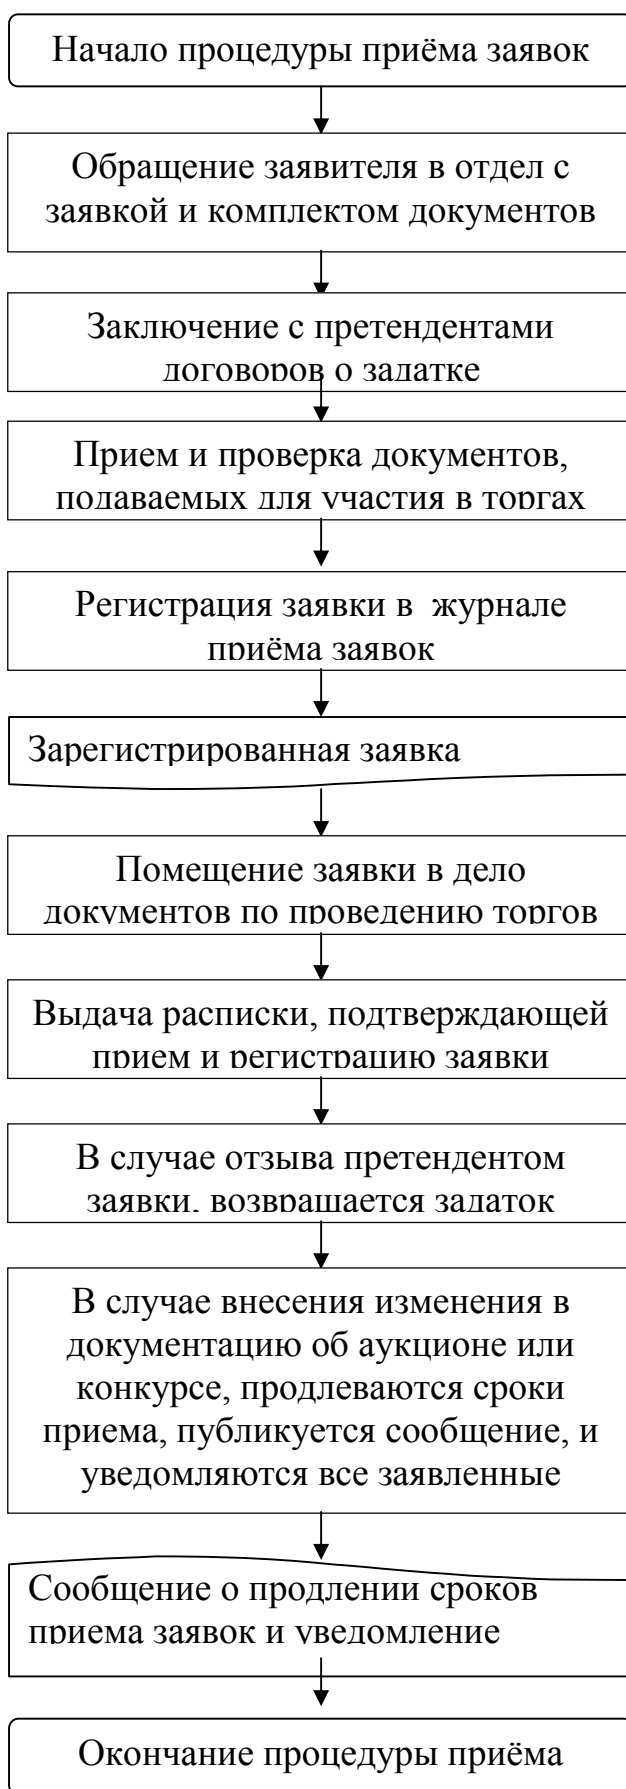 Начало процедуры приёма заявок
Обращение заявителя в отдел с
заявкой и комплектом документов
Заключение с претендентами
договоров о задатке
Прием и проверка документов,
подаваемых для участия в торгах
Регистрация заявки в журнале
приёма заявок
Зарегистрированная заявка
Помещение заявки в дело
документов по проведению торгов
Выдача расписки, подтверждающей
прием и регистрацию заявки
В случае отзыва претендентом
заявки, возвращается задаток
В случае внесения изменения в
документацию об аукционе или
конкурсе, продлеваются сроки
приема, публикуется сообщение, и
уведомляются все заявленные
Сообщение о продлении сроков
приема заявок и уведомление
Окончание процедуры приёма